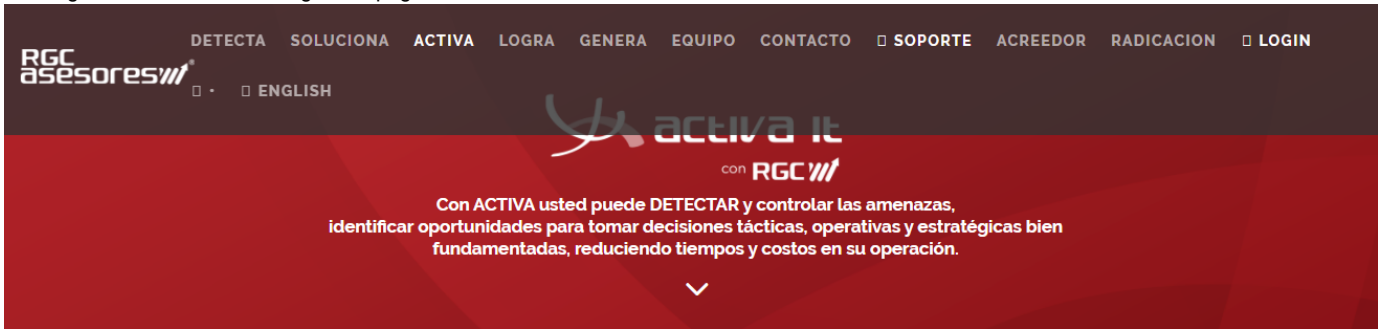 DETECTA SOLUCIONA ACTIVA LOGRA GENERA EQUIPO CONTACTO SOPORTE ACREEDOR RADICACION LOGIN
RGC
asesores
· ENGLISH
activa it
con RGC
Con ACTIVA usted puede DETECTAR y controlar las amenazas,
identificar oportunidades para tomar decisiones tácticas, operativas y estratégicas bien
fundamentadas, reduciendo tiempos y costos en su operación.